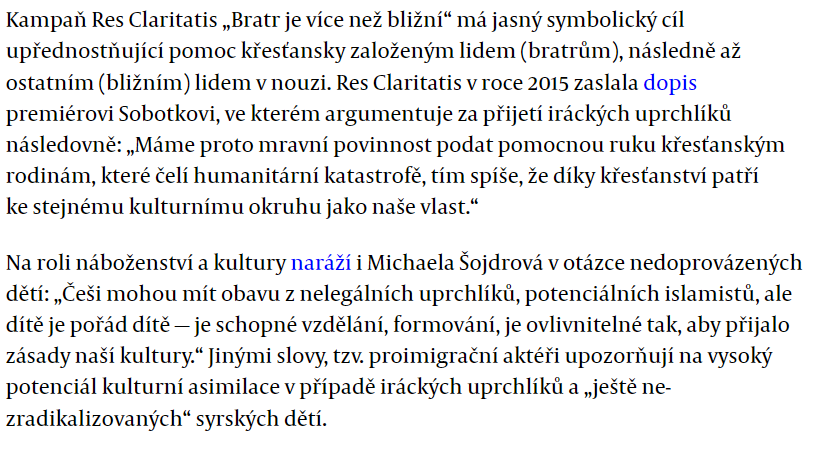 Kampaň Res Claritatis „Bratr je více než bližní“ má jasný symbolický cíl
upřednostňující pomoc křesťansky založeným lidem (bratrům), následně až
ostatním (bližním) lidem v nouzi. Res Claritatis v roce 2015 zaslala dopis
premiérovi Sobotkovi, ve kterém argumentuje za přijetí iráckých uprchlíků
následovně: „Máme proto mravní povinnost podat pomocnou ruku křesťanským
rodinám, které čelí humanitární katastrofě, tím spíše, že díky křesťanství patří
ke stejnému kulturnímu okruhu jako naše vlast.“
Na roli náboženství a kultury naráží i Michaela Šojdrová v otázce nedoprovázených
dětí: „Češi mohou mít obavu z nelegálních uprchlíků, potenciálních islamistů, ale
dítě je pořád dítě — je schopné vzdělání, formování, je ovlivnitelné tak, aby přijalo
zásady naší kultury.“ Jinými slovy, tzv. proimigrační aktéři upozorňují na vysoký
potenciál kulturní asimilace v případě iráckých uprchlíků a „ještě ne-
zradikalizovaných“ syrských dětí.